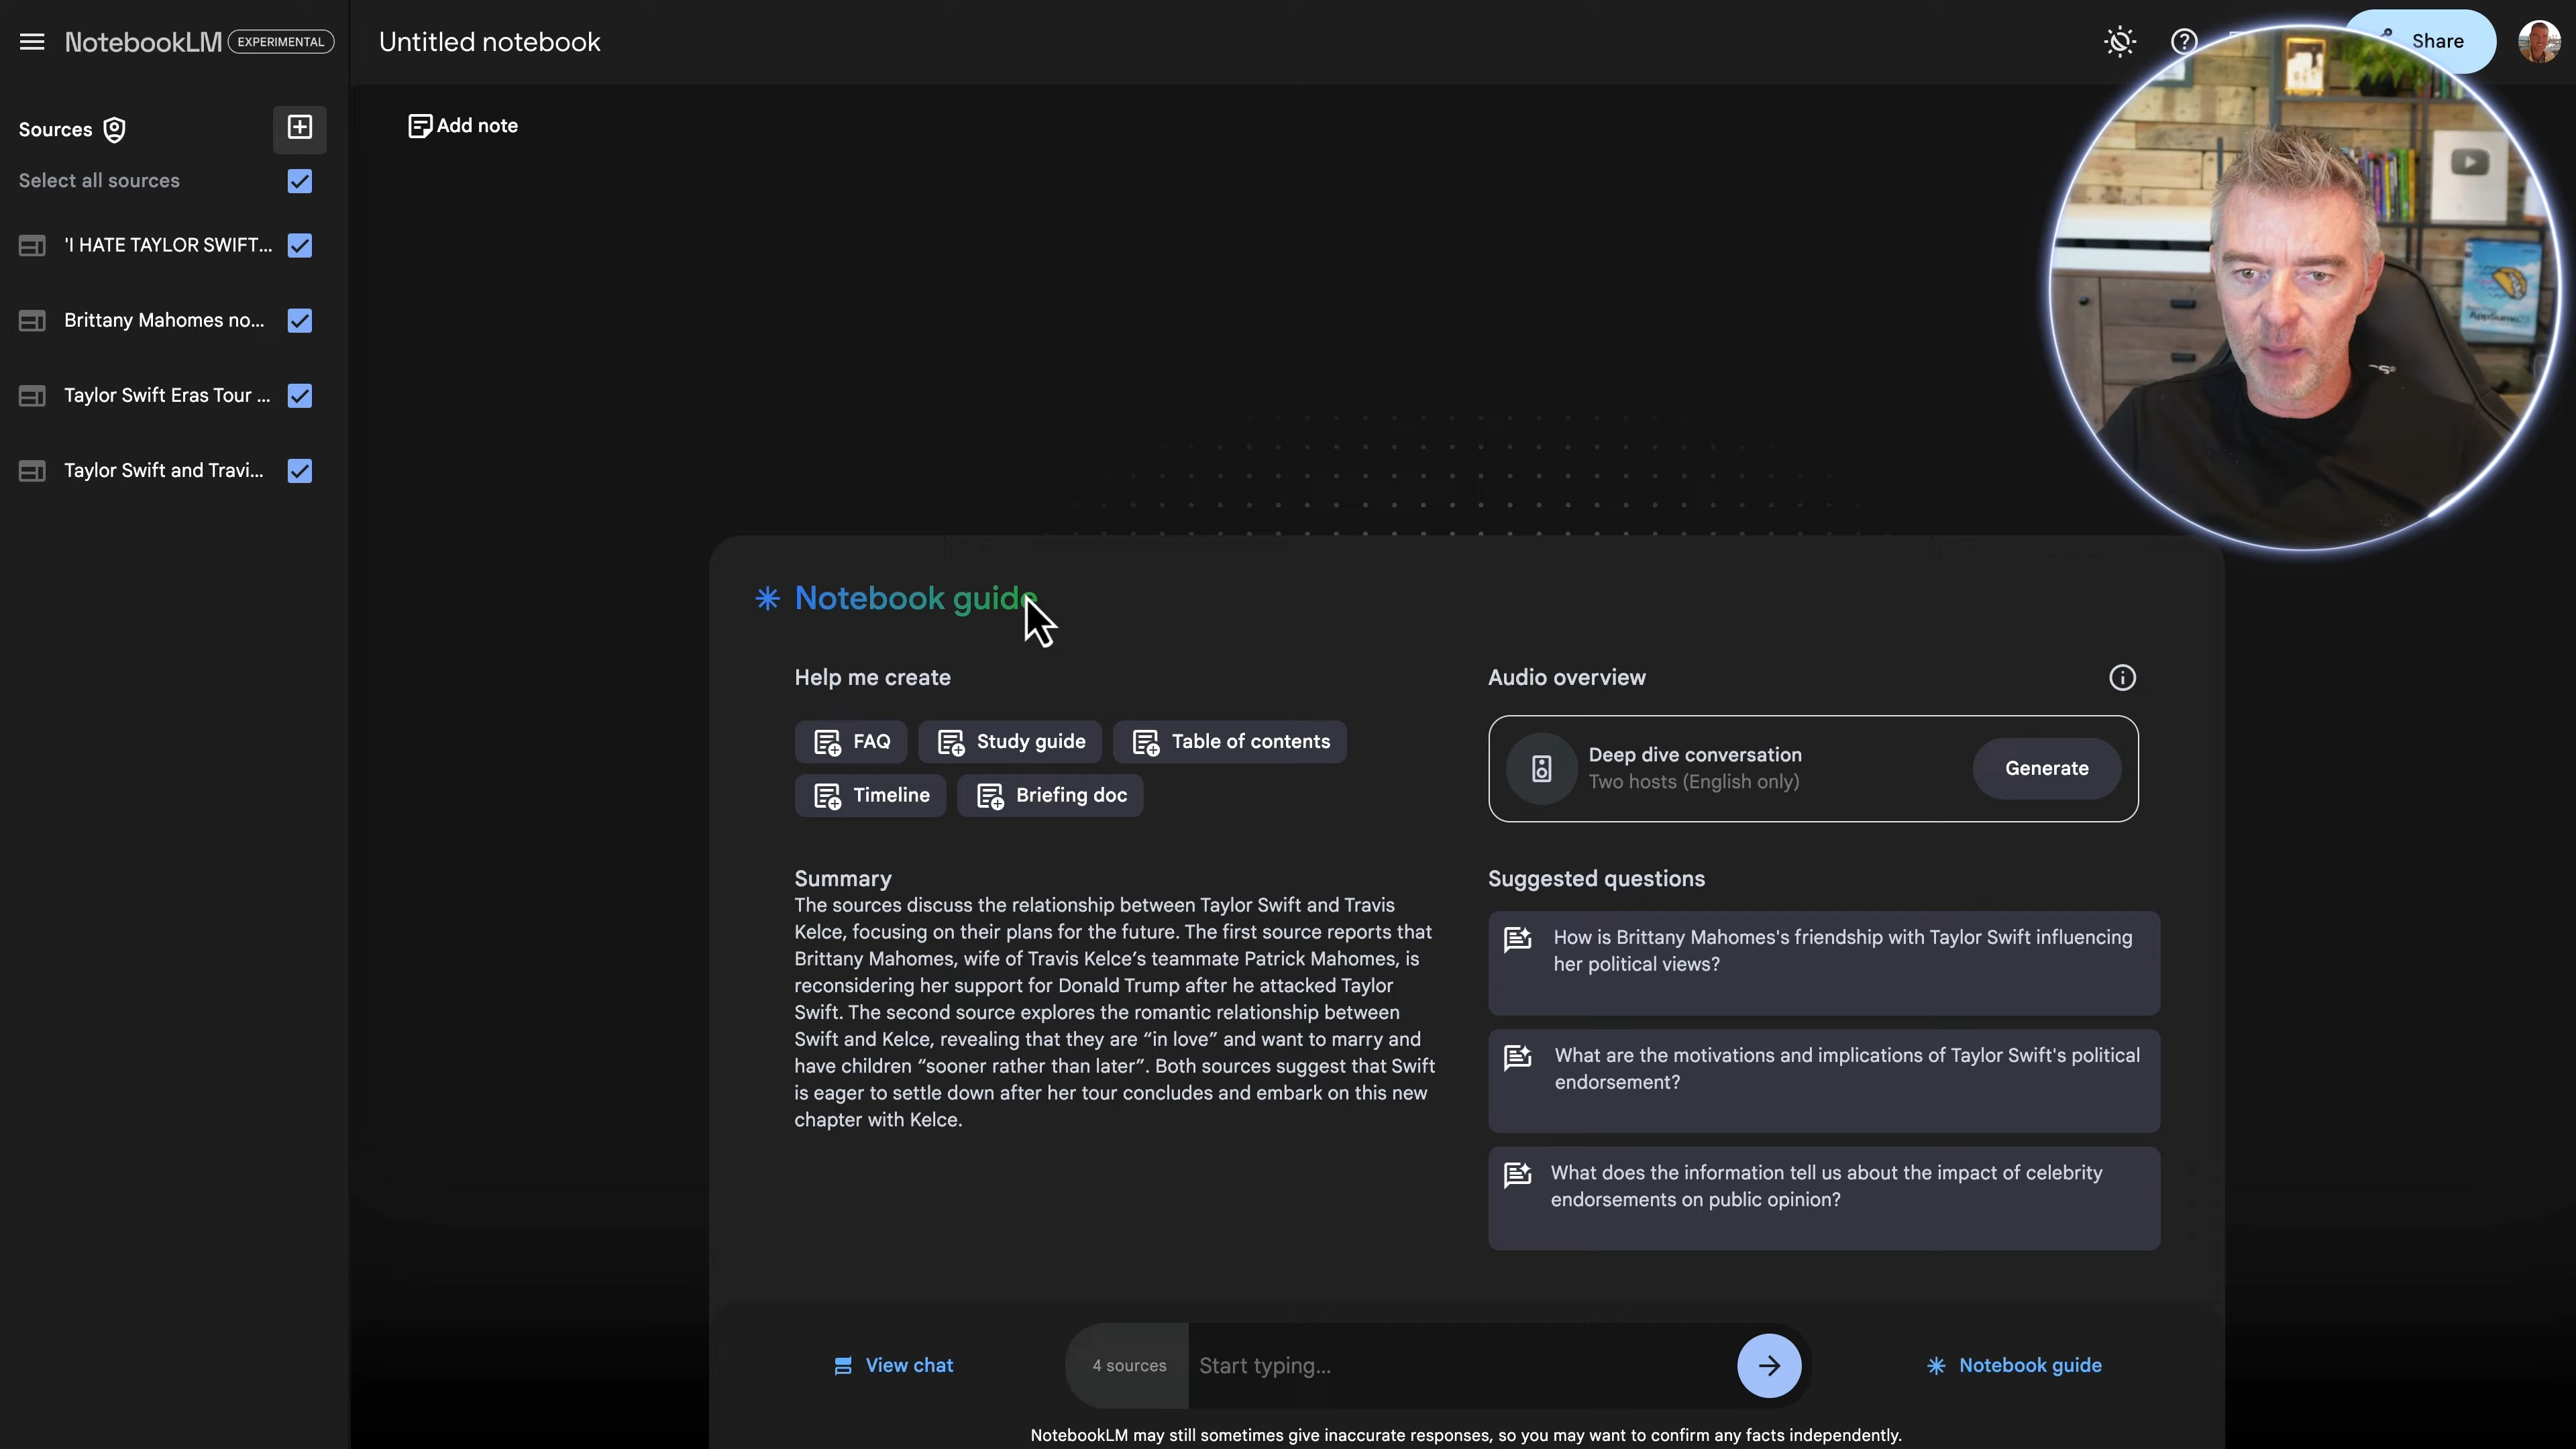 NotebookLM EXPERIMENTAL
Untitled notebook
Share
Sources
Select all sources
'I HATE TAYLOR SWIFT...
Brittany Mahomes no...
Taylor Swift Eras Tour ...
Taylor Swift and Travi...
Add note
Notebook guide
Help me create
FAQ
Study guide
Table of contents
Timeline
Briefing doc
Audio overview
Deep dive conversation
Two hosts (English only)
Generate
Summary
The sources discuss the relationship between Taylor Swift and Travis
Kelce, focusing on their plans for the future. The first source reports that
Brittany Mahomes, wife of Travis Kelce's teammate Patrick Mahomes, is
reconsidering her support for Donald Trump after he attacked Taylor
Swift. The second source explores the romantic relationship between
Swift and Kelce, revealing that they are “in love” and want to marry and
have children “sooner rather than later”. Both sources suggest that Swift
is eager to settle down after her tour concludes and embark on this new
chapter with Kelce.
Suggested questions
How is Brittany Mahomes's friendship with Taylor Swift influencing
her political views?
What are the motivations and implications of Taylor Swift's political
endorsement?
What does the information tell us about the impact of celebrity
endorsements on public opinion?
View chat
4 sources
Start typing...
Notebook guide
NotebookLM may still sometimes give inaccurate responses, so you may want to confirm any facts independently.